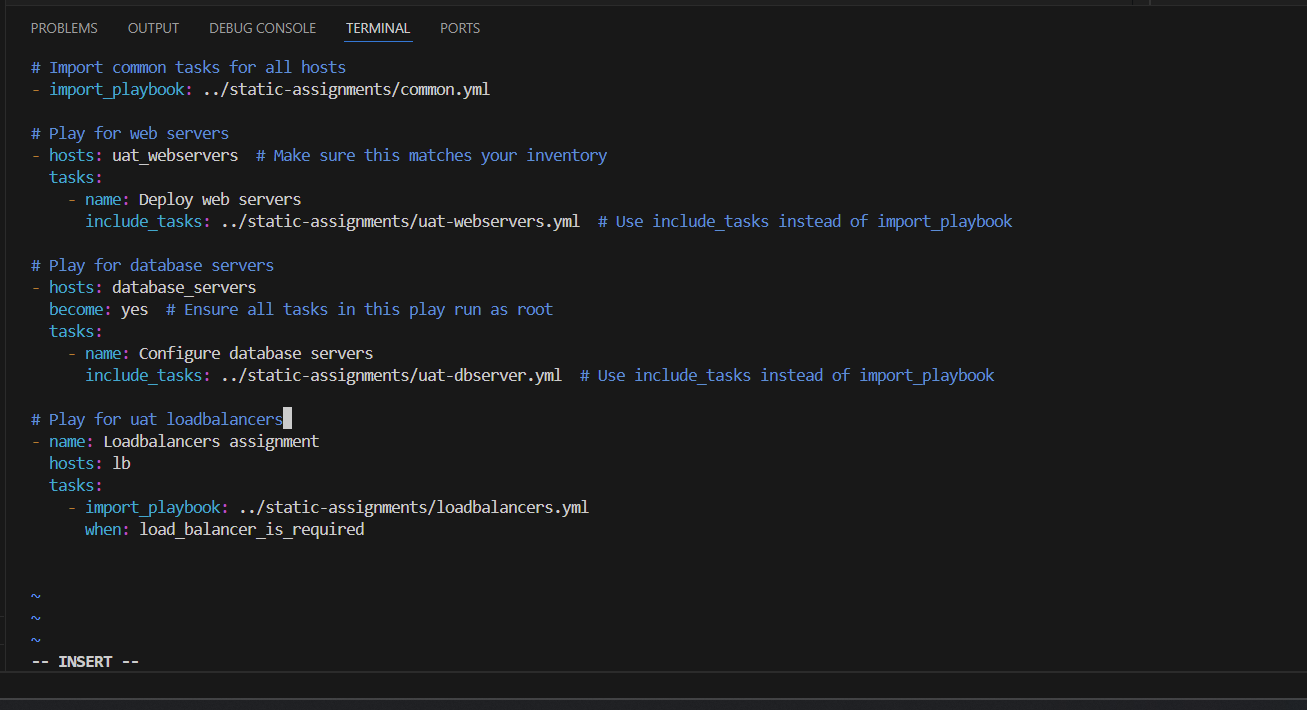 PROBLEMS OUTPUT DEBUG CONSOLE TERMINAL PORTS
# Import common tasks for all hosts
- import_playbook: ../static-assignments/common.yml
# Play for web servers
- hosts: uat_webservers  # Make sure this matches your inventory
  tasks:
    - name: Deploy web servers
      include_tasks: ../static-assignments/uat-webservers.yml  # Use include_tasks instead of import_playbook
# Play for database servers
- hosts: database_servers
  become: yes  # Ensure all tasks in this play run as root
  tasks:
    - name: Configure database servers
      include_tasks: ../static-assignments/uat-dbserver.yml  # Use include_tasks instead of import_playbook
# Play for uat loadbalancers
- name: Loadbalancers assignment
  hosts: lb
  tasks:
    - import_playbook: ../static-assignments/loadbalancers.yml
      when: load_balancer_is_required
~
~
~
-- INSERT --